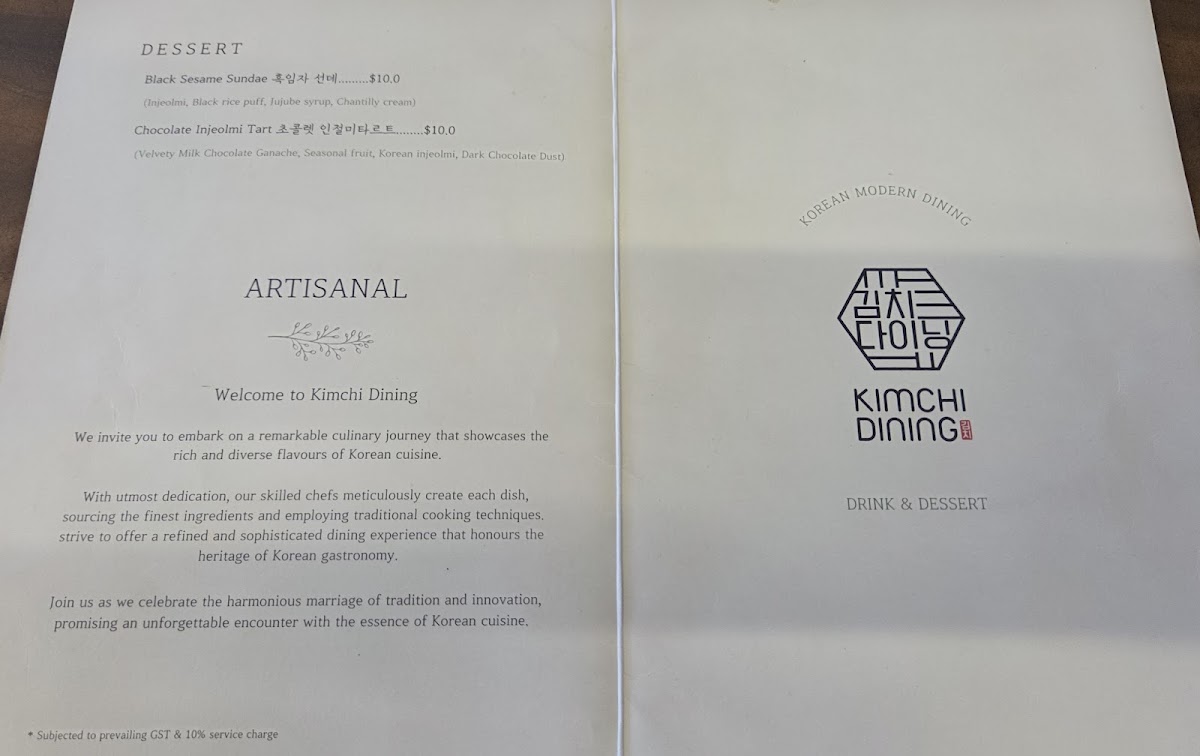 DESSERT
Black Sesame Sundae 흑임자 선데.........$10.0
(Injeolmi, Black rice puff, Jujube syrup, Chantilly cream)
Chocolate Injeolmi Tart 초콜렛 인절미타르트........$10.0
(Velvety Milk Chocolate Ganache, Seasonal fruit, Korean injeolmi, Dark Chocolate Dust)
ARTISANAL
Welcome to Kimchi Dining
We invite you to embark on a remarkable culinary journey that showcases the
rich and diverse flavours of Korean cuisine.
With utmost dedication, our skilled chefs meticulously create each dish,
sourcing the finest ingredients and employing traditional cooking techniques.
strive to offer a refined and sophisticated dining experience that honours the
heritage of Korean gastronomy.
Join us as we celebrate the harmonious marriage of tradition and innovation,
promising an unforgettable encounter with the essence of Korean cuisine.
* Subjected to prevailing GST & 10% service charge
KOREAN MODERN DINING
김치
다이닝
KIMCHI
DINING
김치
DRINK & DESSERT